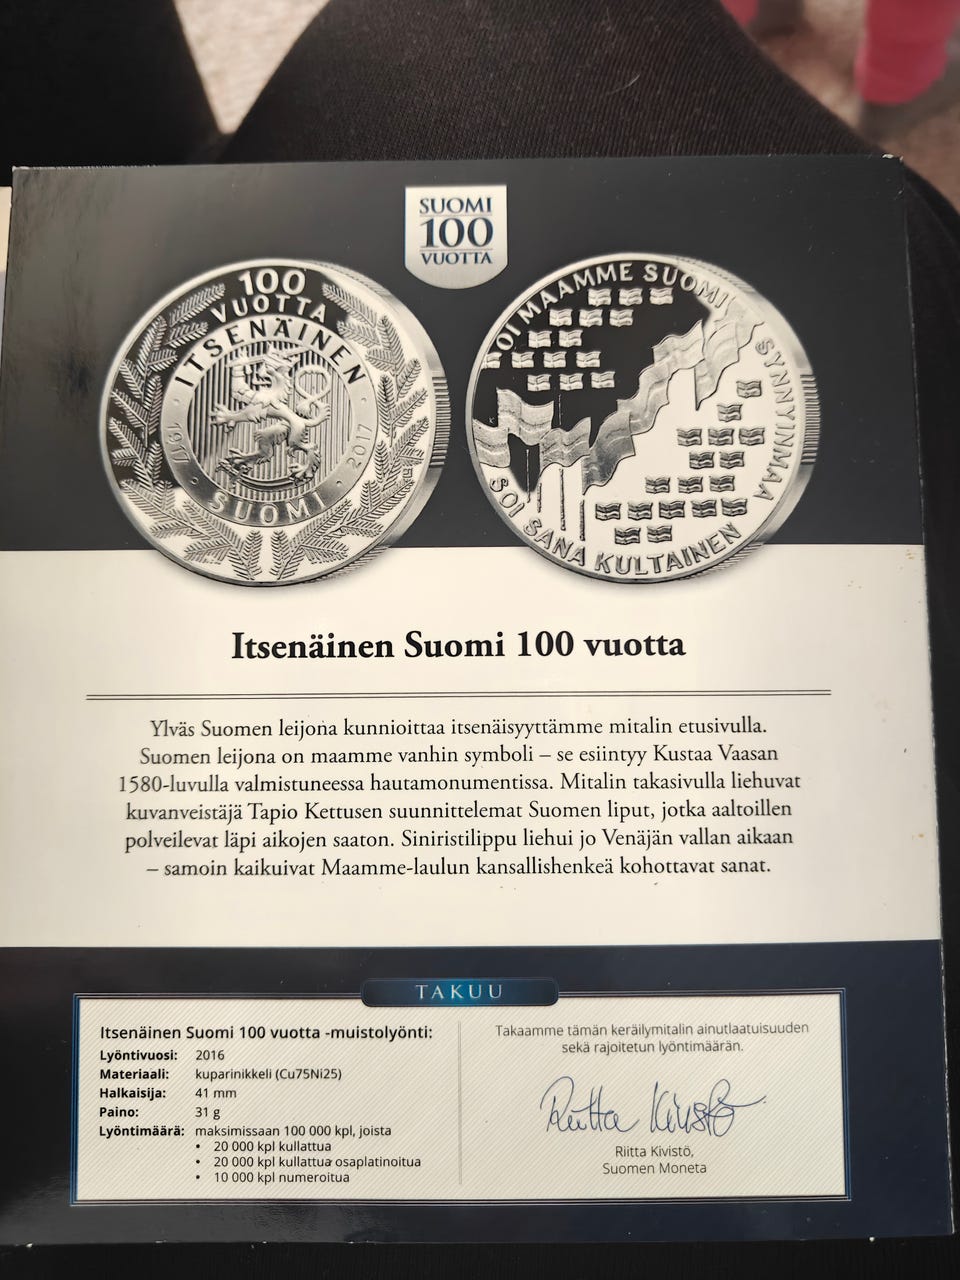 SUOMI
100
VUOTTA
100
VUOTTA
ITSENÄINEN
1917 2017
SUOMI
OI MAAMME SUOMI
SYNNYINMAA
SOI SANA KULTAINEN
Itsenäinen Suomi 100 vuotta
Ylväs Suomen leijona kunnioittaa itsenäisyyttämme mitalin etusivulla.
Suomen leijona on maamme vanhin symboli – se esiintyy Kustaa Vaasan
1580-luvulla valmistuneessa hautamonumentissa. Mitalin takasivulla liehuvat
kuvanveistäjä Tapio Kettusen suunnittelemat Suomen liput, jotka aaltoillen
polveilevat läpi aikojen saaton. Siniristilippu liehui jo Venäjän vallan aikaan
– samoin kaikuivat Maamme-laulun kansallishenkeä kohottavat sanat.
TAKUU
Itsenäinen Suomi 100 vuotta -muistolyönti:
Lyöntivuosi: 2016
Materiaali: kuparinikkeli (Cu75Ni25)
Halkaisija: 41 mm
Paino: 31 g
Lyöntimäärä: maksimissaan 100 000 kpl, joista
• 20 000 kpl kullattua
• 20 000 kpl kullattua osaplatinoitua
• 10 000 kpl numeroitua
Takaamme tämän keräilymitalin ainutlaatuisuuden
sekä rajoitetun lyöntimäärän.
Riitta Kivistö
Riitta Kivistö,
Suomen Moneta